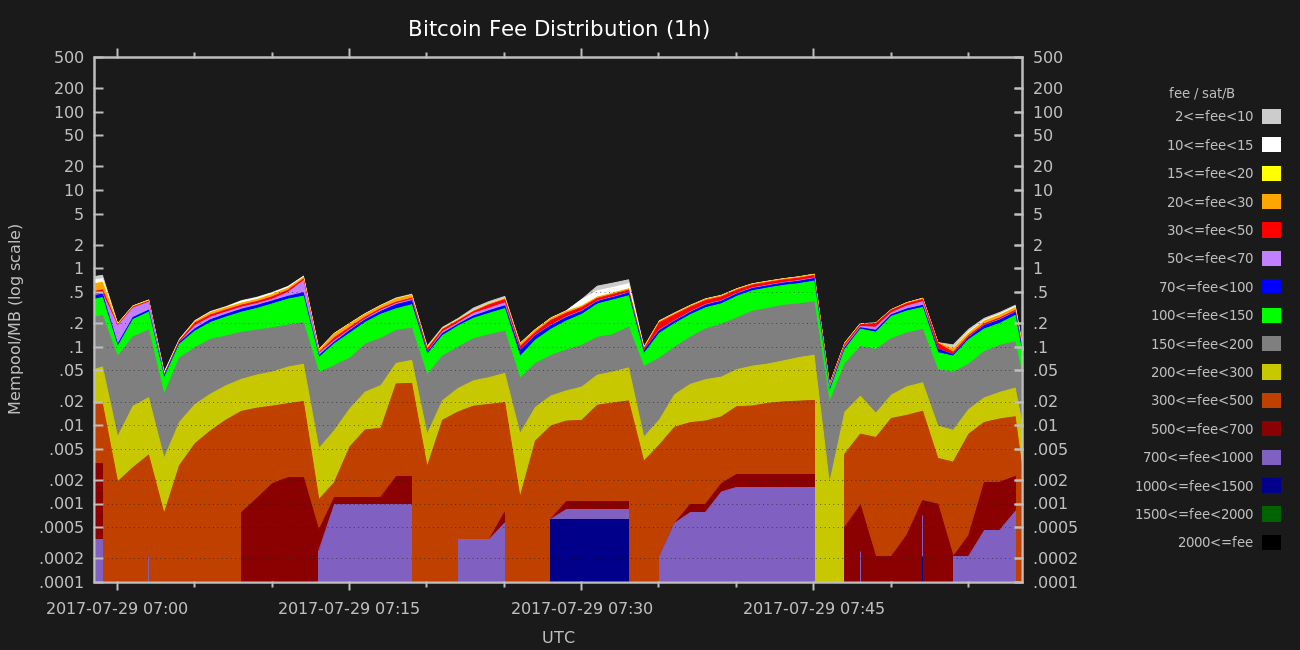 Bitcoin Fee Distribution (1h)
500
200
100
50
20
10
5
2
1
.5
.2
.1
.05
.02
.01
.005
.002
.001
.0005
.0002
.0001
Mempool/MB (log scale)
500
200
100
50
20
10
5
2
1
.5
.2
.1
.05
.02
.01
.005
.002
.001
.0005
.0002
.0001
2017-07-29 07:00
2017-07-29 07:15
2017-07-29 07:30
2017-07-29 07:45
UTC
fee / sat/B
2<=fee<10
10<=fee<15
15<=fee<20
20<=fee<30
30<=fee<50
50<=fee<70
70<=fee<100
100<=fee<150
150<=fee<200
200<=fee<300
300<=fee<500
500<=fee<700
700<=fee<1000
1000<=fee<1500
1500<=fee<2000
2000<=fee